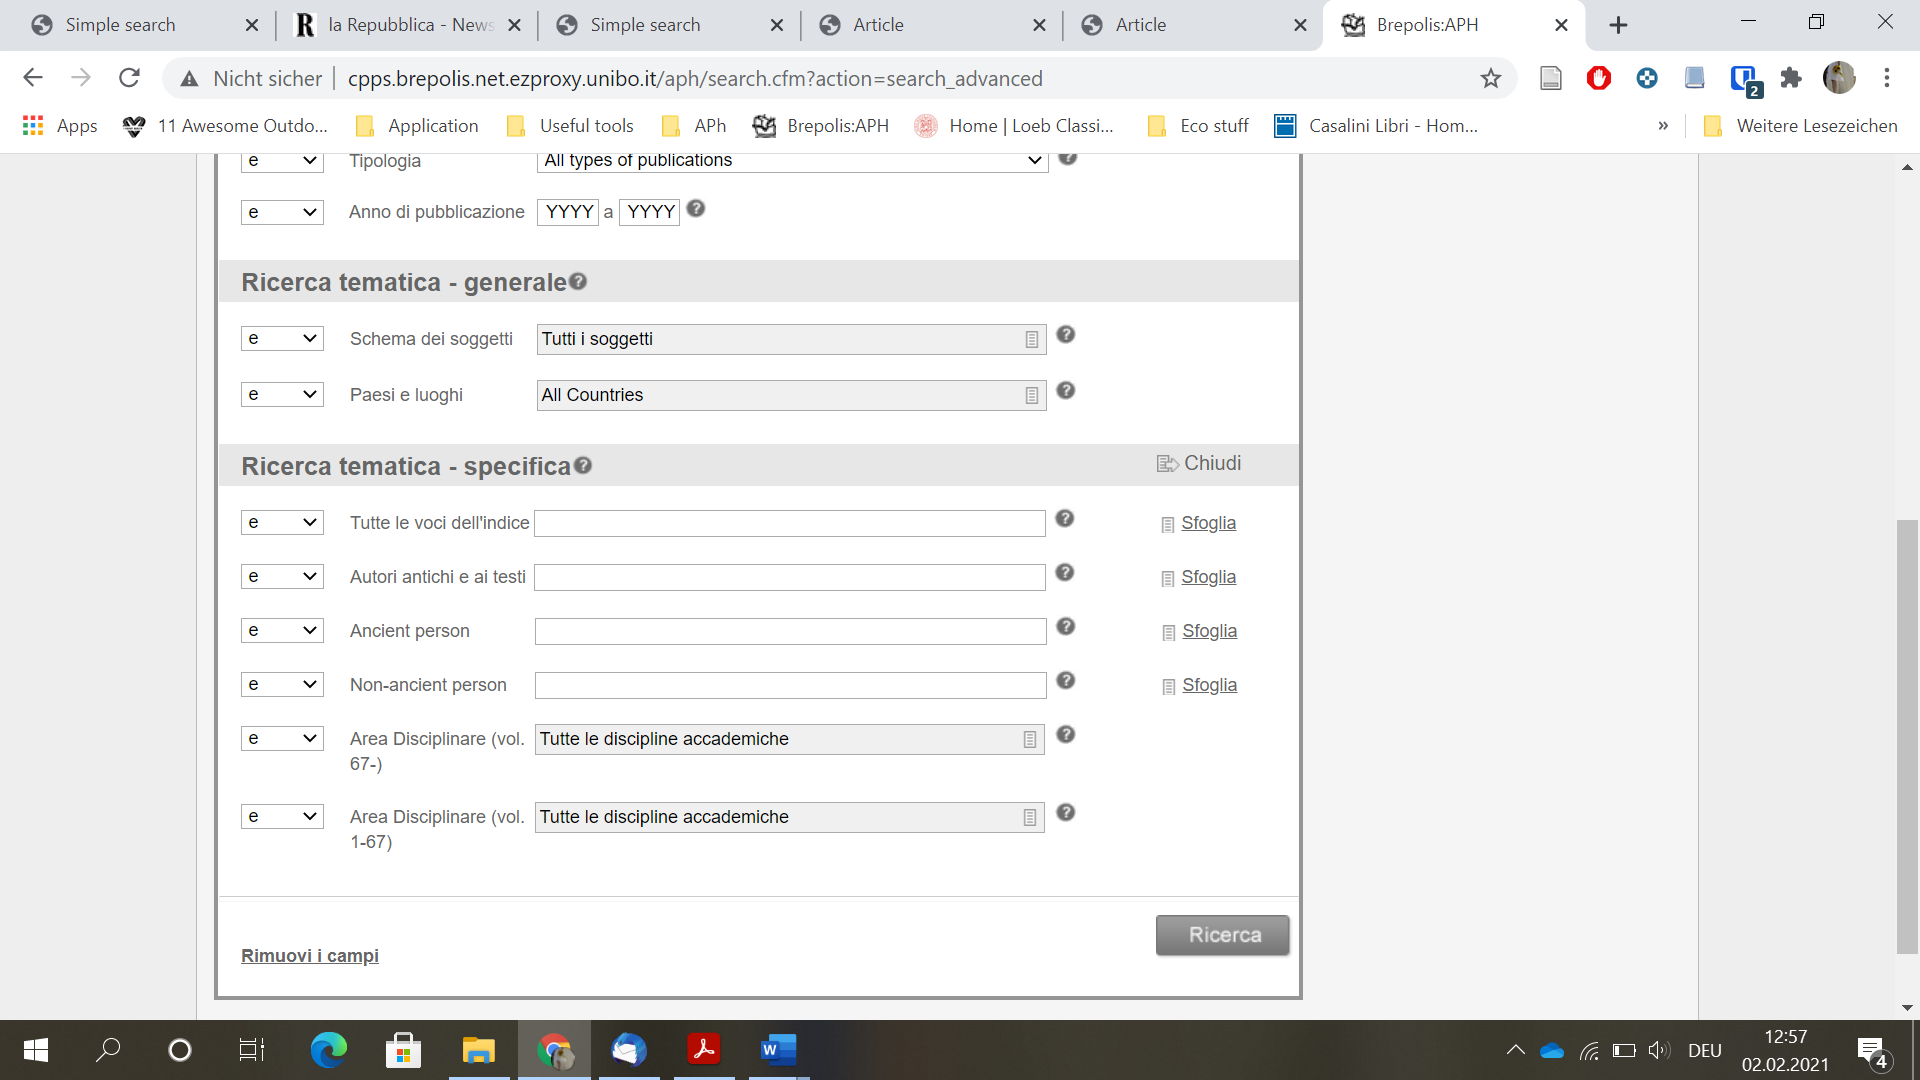 Simple search
la Repubblica - News
Simple search
Article
Article
Brepolis:APH
Nicht sicher
cpps.brepolis.net.ezproxy.unibo.it/aph/search.cfm?action=search_advanced
2
Apps
11 Awesome Outdo...
Application
Useful tools
APh
Brepolis:APH
Home | Loeb Classi...
Eco stuff
Casalini Libri - Hom...
»
Weitere Lesezeichen
e Tipologia All types of publications ?
e Anno di pubblicazione YYYY a YYYY ?
Ricerca tematica - generale ?
e Schema dei soggetti Tutti i soggetti ?
e Paesi e luoghi All Countries ?
Ricerca tematica - specifica ? Chiudi
e Tutte le voci dell'indice ? Sfoglia
e Autori antichi e ai testi ? Sfoglia
e Ancient person ? Sfoglia
e Non-ancient person ? Sfoglia
e Area Disciplinare (vol. Tutte le discipline accademiche ?
67-)
e Area Disciplinare (vol. Tutte le discipline accademiche ?
1-67)
Ricerca
Rimuovi i campi
DEU
12:57
02.02.2021
4